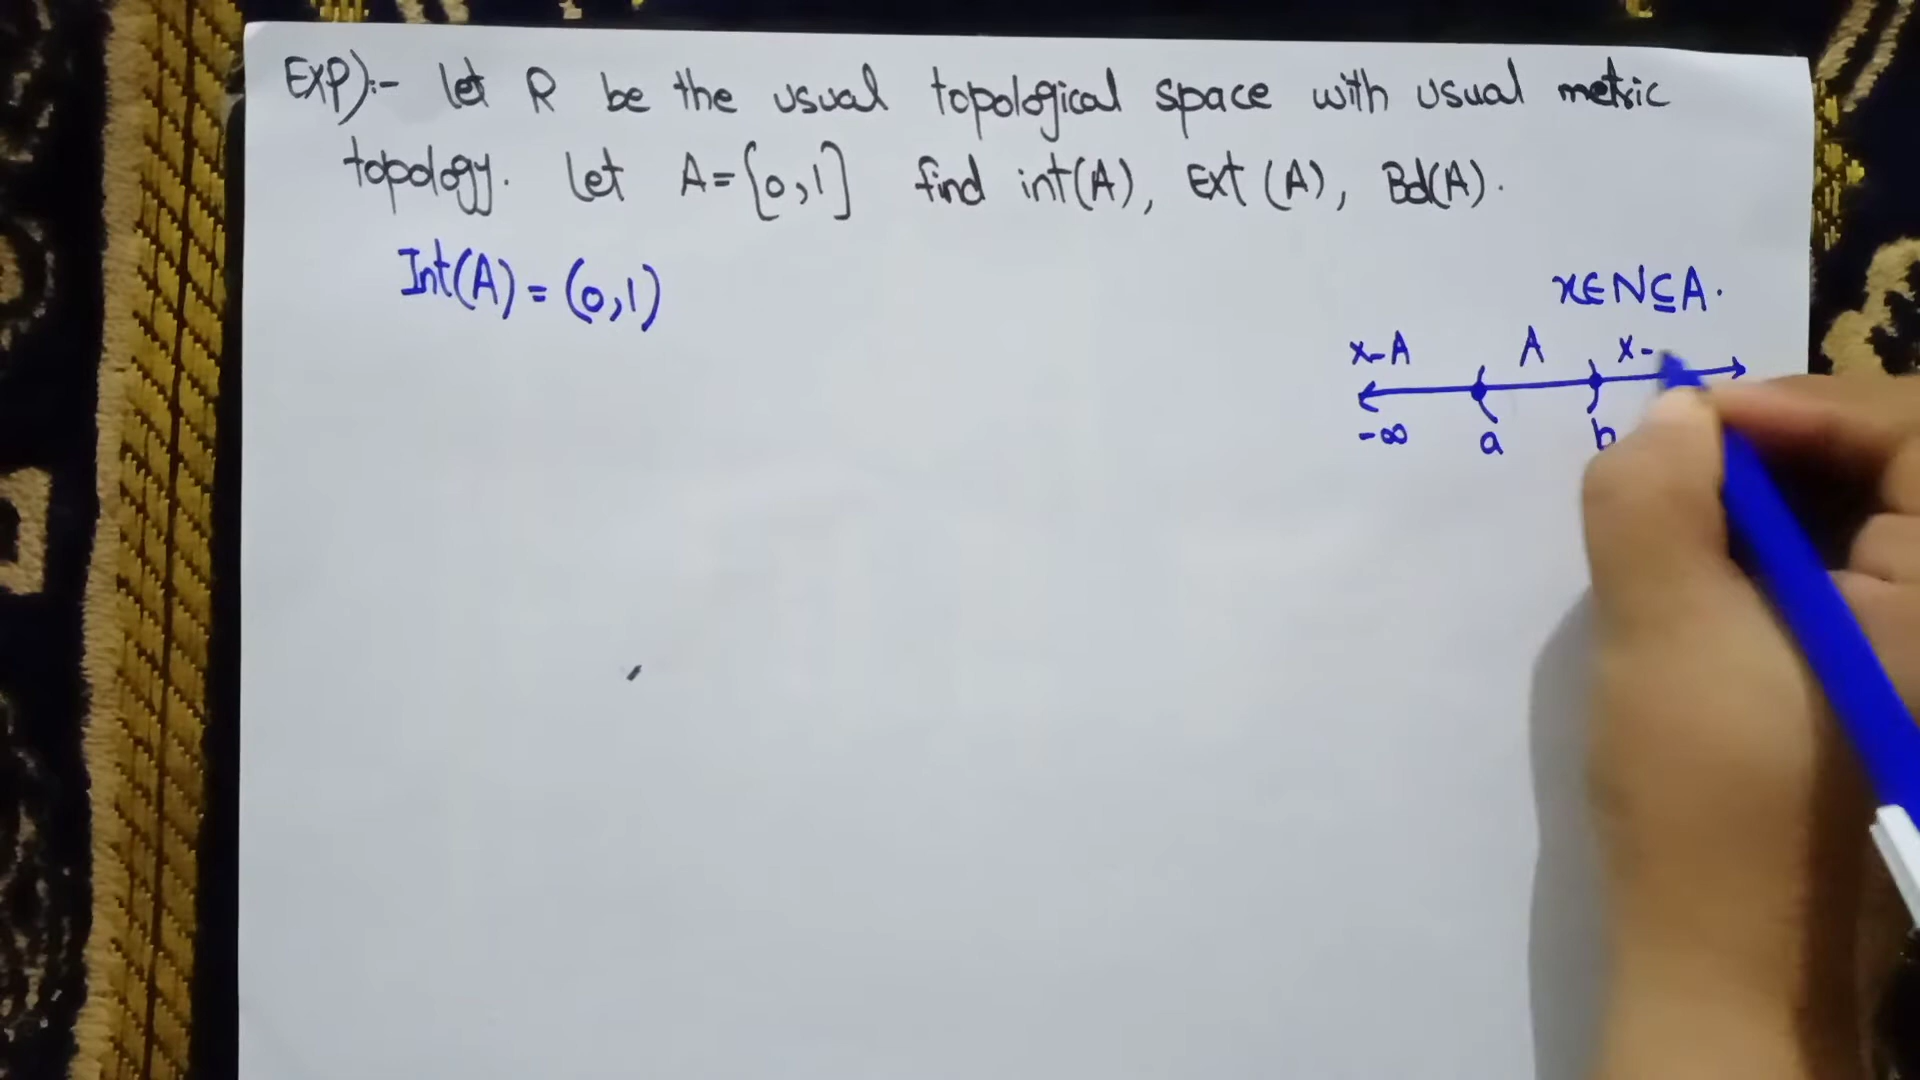 Exp):- let R be the usual topological space with usual metric
topology. Let A=[0,1] find int(A), Ext (A), Bd(A).
Int(A) = (0,1)
x∈N⊆A.
X-A A X-
-∞ a b